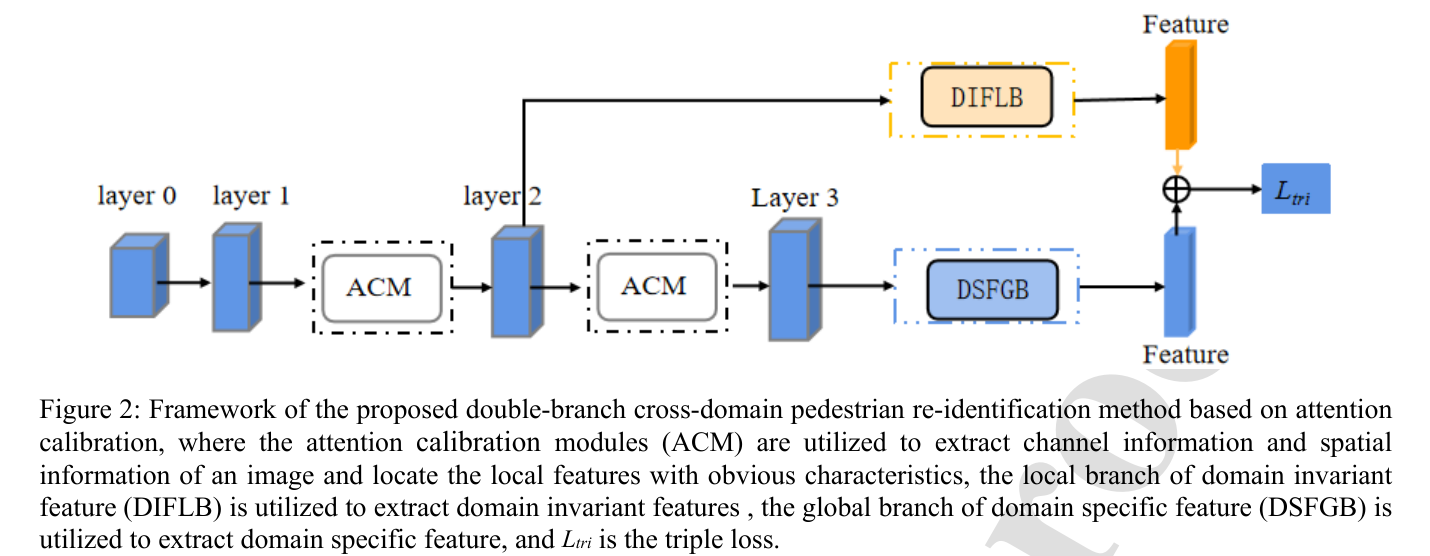 Feature
DIFLB
layer 0 layer 1 layer 2 Layer 3
L tri
ACM ACM DSFGB
Feature
Figure 2: Framework of the proposed double-branch cross-domain pedestrian re-identification method based on attention
calibration, where the attention calibration modules (ACM) are utilized to extract channel information and spatial
information of an image and locate the local features with obvious characteristics, the local branch of domain invariant
feature (DIFLB) is utilized to extract domain invariant features , the global branch of domain specific feature (DSFGB) is
utilized to extract domain specific feature, and Ltri is the triple loss.